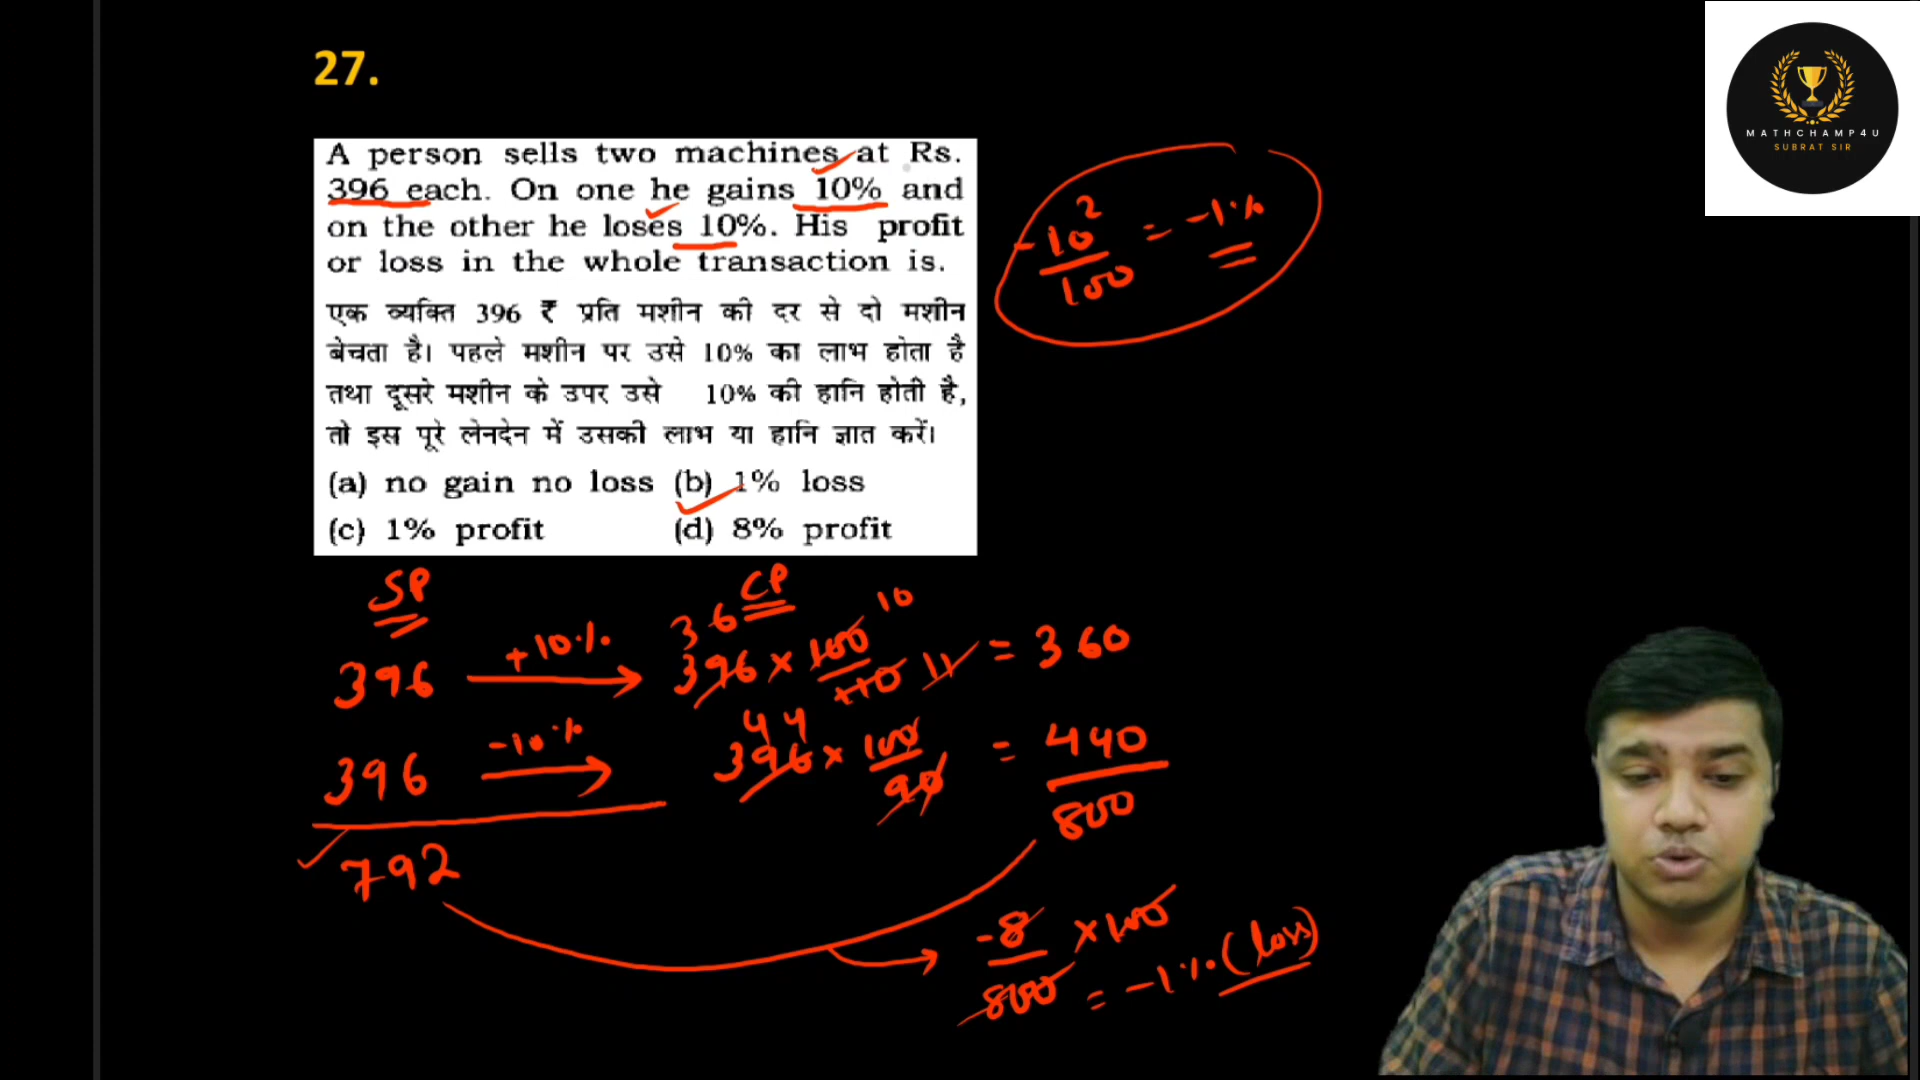 27.
MATHCHAMP4U
SUBRAT SIR
A person sells two machines at Rs.
396 each. On one he gains 10% and
on the other he loses 10%. His profit
or loss in the whole transaction is.
एक व्यक्ति 396 ₹ प्रति मशीन की दर से दो मशीन
बेचता है। पहले मशीन पर उसे 10% का लाभ होता है
तथा दूसरे मशीन के उपर उसे 10% की हानि होती है,
तो इस पूरे लेनदेन में उसकी लाभ या हानि ज्ञात करें।
(a) no gain no loss (b) 1% loss
(c) 1% profit (d) 8% profit
-10²/100 = -1%
SP CP
36 10
396 +10% 396 × 100/110 11 = 360
44
396 -10% 396 × 100/90 = 440
792 800
-8/800 × 100
= -1% (loss)